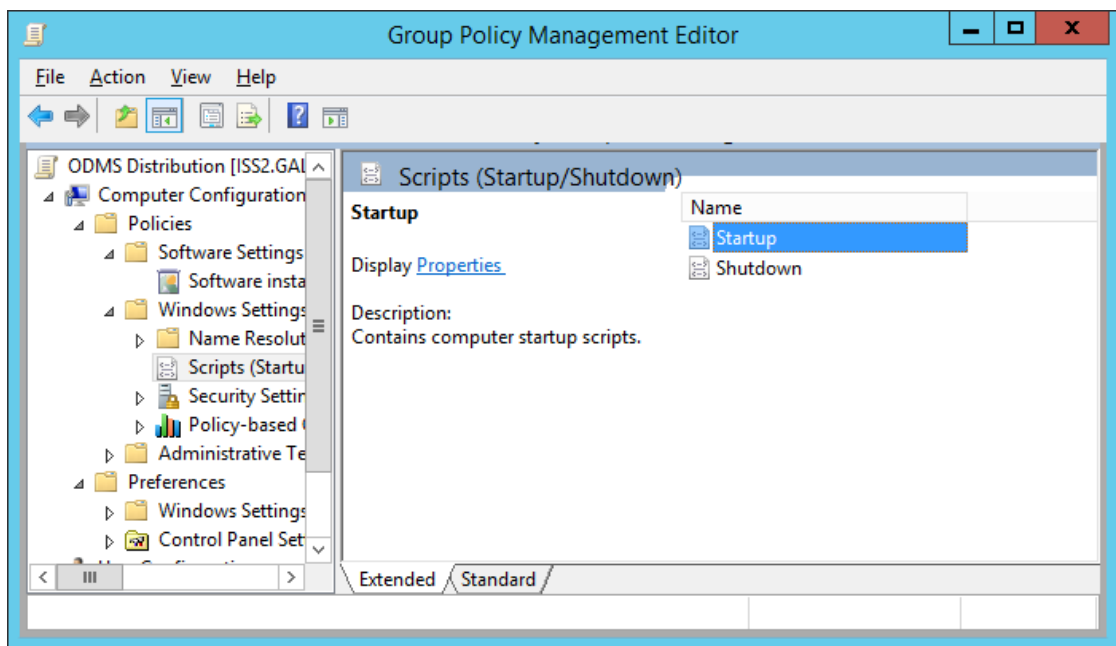 Group Policy Management Editor
File Action View Help
ODMS Distribution [ISS2.GAL
Computer Configuration
Policies
Software Settings
Software insta
Windows Settings
Name Resolut
Scripts (Startu
Security Settin
Policy-based
Administrative Te
Preferences
Windows Settings
Control Panel Set
Scripts (Startup/Shutdown)
Startup
Display Properties
Description:
Contains computer startup scripts.
Name
Startup
Shutdown
Extended Standard